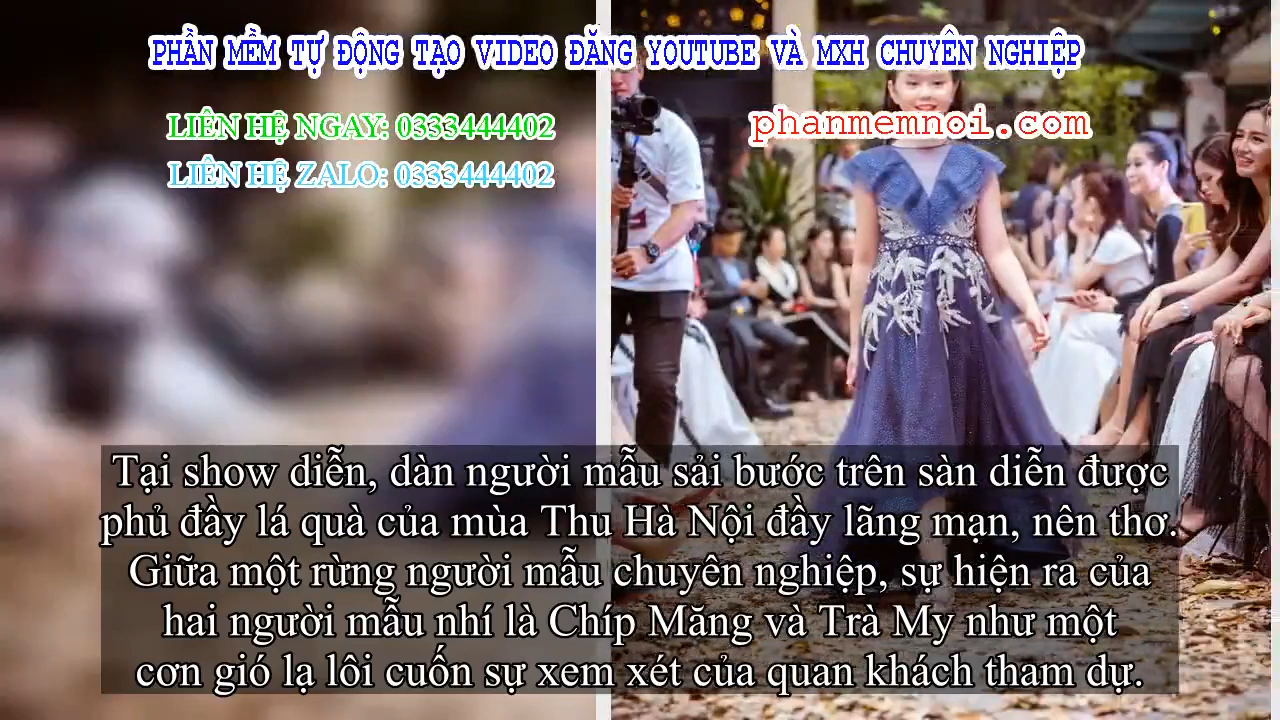 PHẦN MỀM TỰ ĐỘNG TẠO VIDEO ĐĂNG YOUTUBE VÀ MXH CHUYÊN NGHIỆP
LIÊN HỆ NGAY: 0333444402
phanmemnoi.com
LIÊN HỆ ZALO: 0333444402
Tại show diễn, dàn người mẫu sải bước trên sàn diễn được
phủ đầy lá quà của mùa Thu Hà Nội đầy lãng mạn, nên thơ.
Giữa một rừng người mẫu chuyên nghiệp, sự hiện ra của
hai người mẫu nhí là Chíp Măng và Trà My như một
cơn gió lạ lôi cuốn sự xem xét của quan khách tham dự.